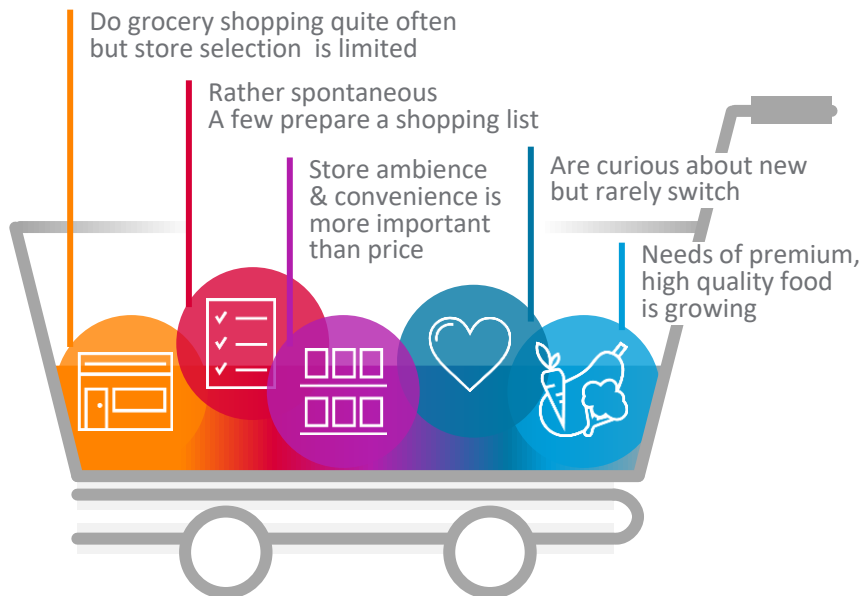 Do grocery shopping quite often
but store selection is limited
Rather spontaneous
A few prepare a shopping list
Store ambience
& convenience is
more important
than price
Are curious about new
but rarely switch
Needs of premium,
high quality food
is growing